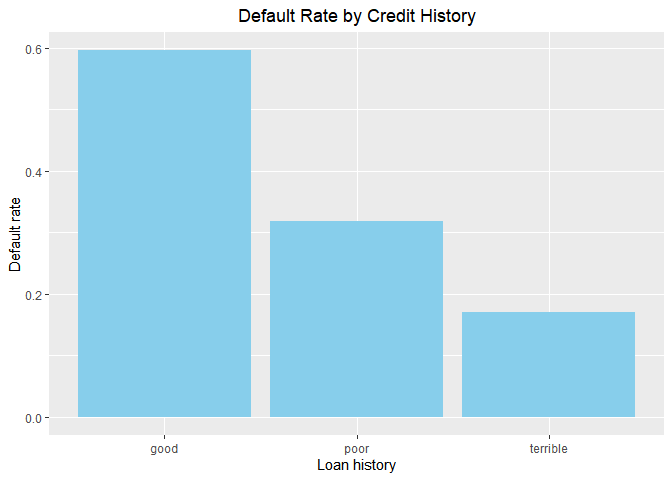 Default Rate by Credit History
Default rate
0.6
0.4
0.2
0.0
good poor terrible
Loan history